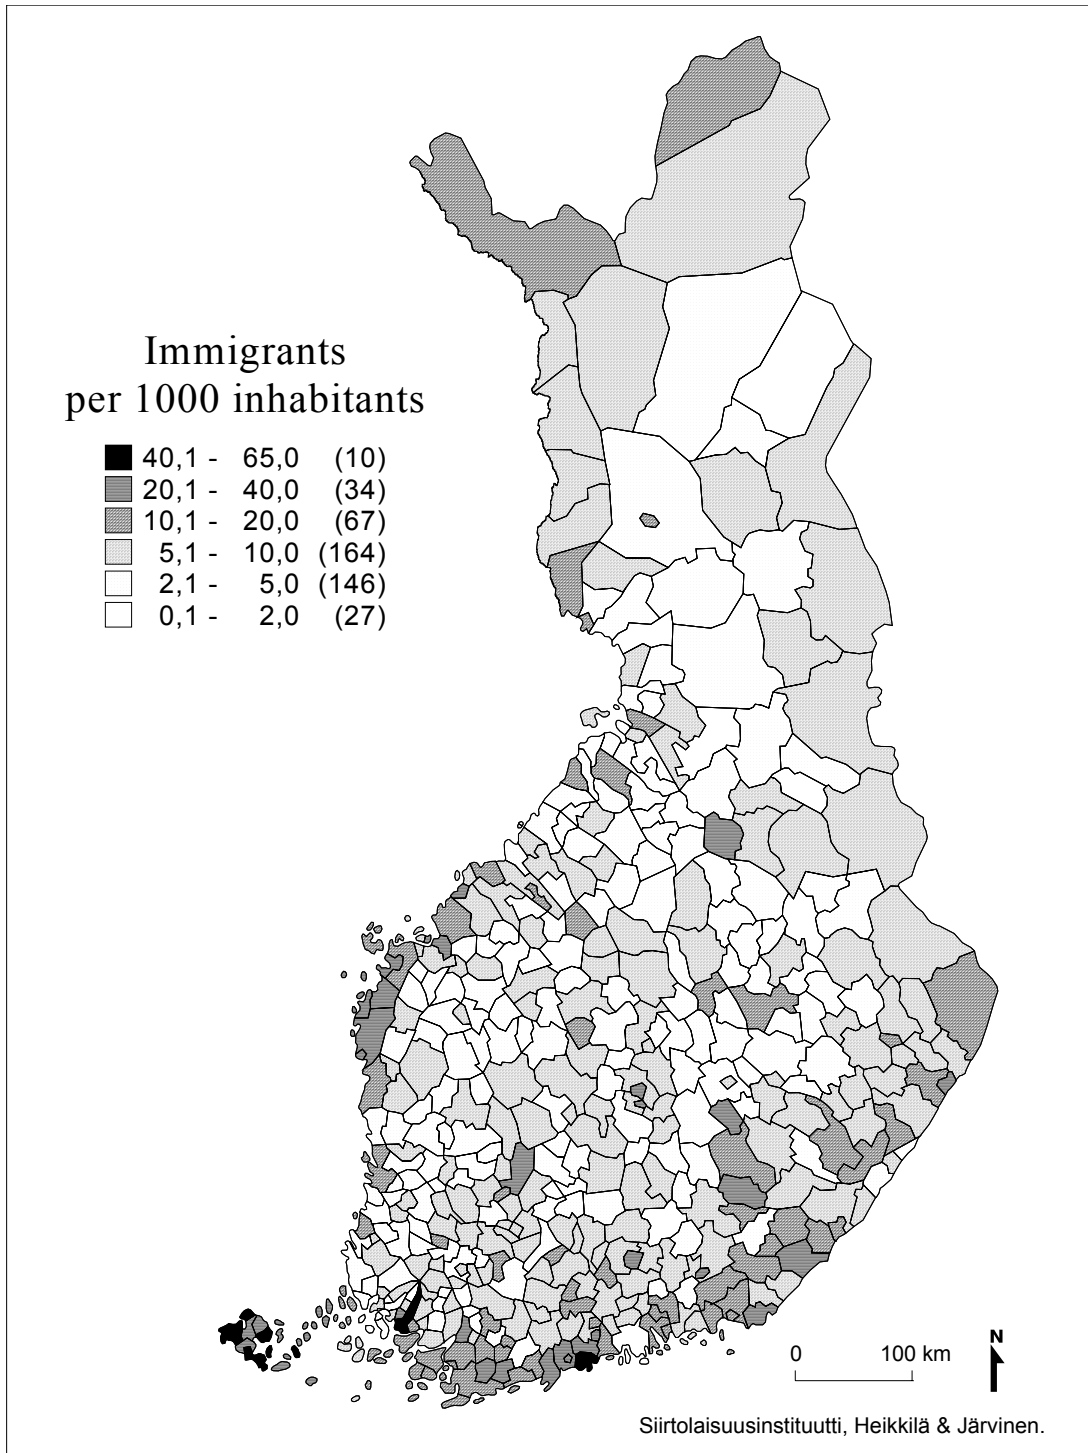 Immigrants
per 1000 inhabitants
40,1 - 65,0 (10)
20,1 - 40,0 (34)
10,1 - 20,0 (67)
5,1 - 10,0 (164)
2,1 - 5,0 (146)
0,1 - 2,0 (27)
N
0 100 km
Siirtolaisuusinstituutti, Heikkilä & Järvinen.